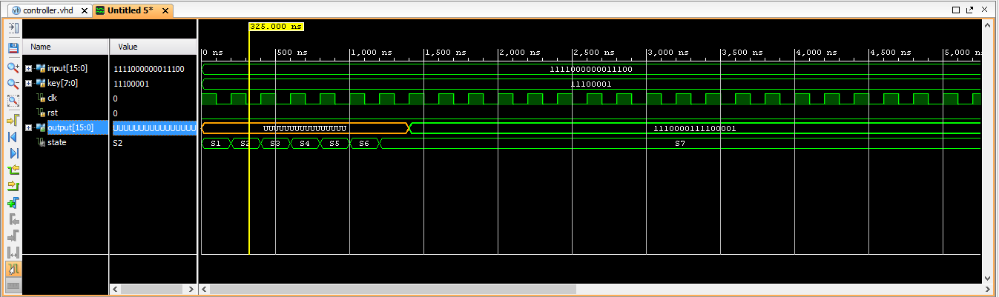 controller.vhd
Untitled 5*
325.000 ns
Name
Value
0 ns
500 ns
1,000 ns
1,500 ns
2,000 ns
2,500 ns
3,000 ns
3,500 ns
4,000 ns
4,500 ns
5,000 ns
input[15:0]
1111000000011100
1111000000011100
key[7:0]
11100001
11100001
clk
0
rst
0
output[15:0]
UUUUUUUUUUUUUUUU
UUUUUUUUUUUUUUUU
1110000111100001
state
S2
S1
S2
S3
S4
S5
S6
S7